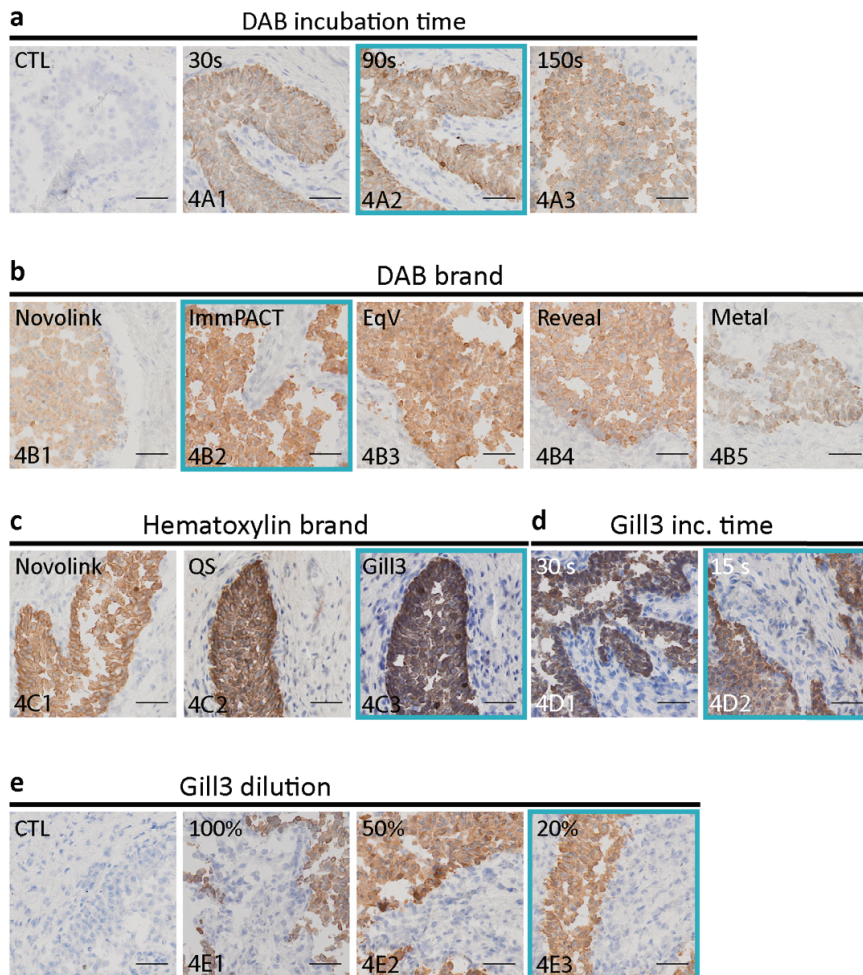 a
DAB incubation time
CTL 30s 90s 150s
4A1 4A2 4A3
b
DAB brand
Novolink ImmPACT EqV Reveal Metal
4B1 4B2 4B3 4B4 4B5
c Hematoxylin brand
d Gill3 inc. time
Novolink QS Gill3 30 s 15 s
4C1 4C2 4C3 4D1 4D2
e
Gill3 dilution
CTL 100% 50% 20%
4E1 4E2 4E3